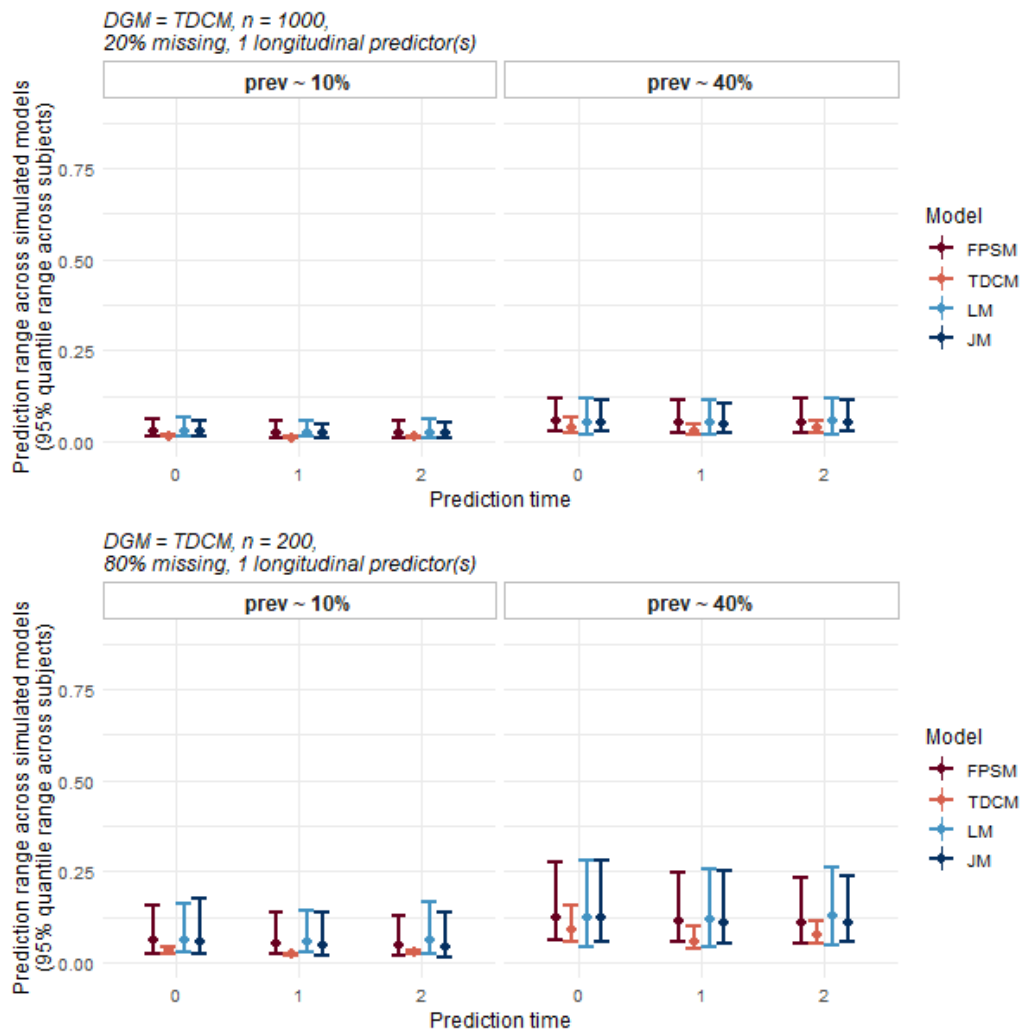 DGM = TDCM, n = 1000,
20% missing, 1 longitudinal predictor(s)
prev ~ 10%
prev ~ 40%
Prediction range across simulated models
(95% quantile range across subjects)
0.75
0.50
0.25
0.00
0 1 2
0 1 2
Prediction time
Model
FPSM
TDCM
LM
JM
DGM = TDCM, n = 200,
80% missing, 1 longitudinal predictor(s)
prev ~ 10%
prev ~ 40%
Prediction range across simulated models
(95% quantile range across subjects)
0.75
0.50
0.25
0.00
0 1 2
0 1 2
Prediction time
Model
FPSM
TDCM
LM
JM